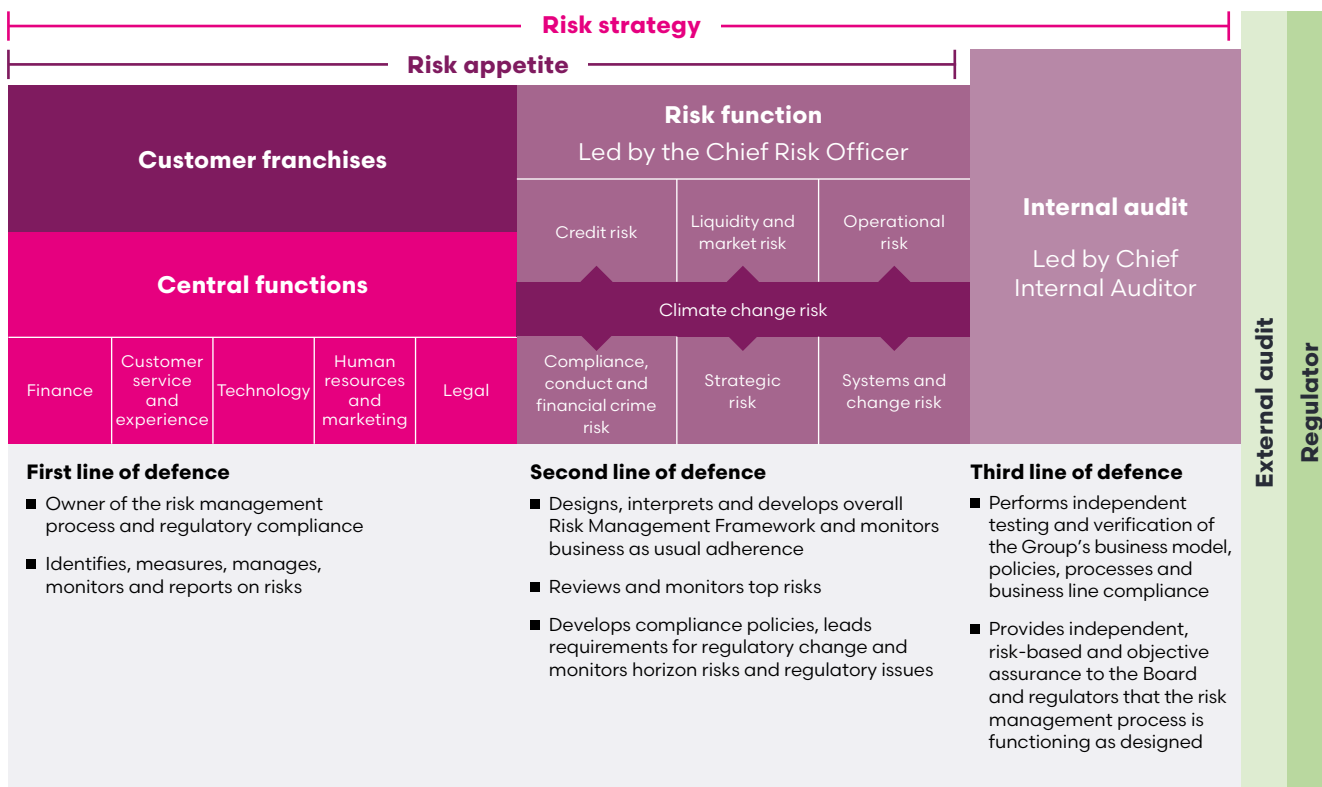 Risk strategy
Risk appetite
Customer franchises
Central functions
Finance
Customer
service
and
experience
Technology
Human
resources
and
marketing
Legal
Risk function
Led by the Chief Risk Officer
Credit risk
Liquidity and
market risk
Operational
risk
Climate change risk
Compliance,
conduct and
financial crime
risk
Strategic
risk
Systems and
change risk
Internal audit
Led by Chief
Internal Auditor
External audit
Regulator
First line of defence
■ Owner of the risk management
process and regulatory compliance
■ Identifies, measures, manages,
monitors and reports on risks
Second line of defence
■ Designs, interprets and develops overall
Risk Management Framework and monitors
business as usual adherence
■ Reviews and monitors top risks
■ Develops compliance policies, leads
requirements for regulatory change and
monitors horizon risks and regulatory issues
Third line of defence
■ Performs independent
testing and verification of
the Group’s business model,
policies, processes and
business line compliance
■ Provides independent,
risk-based and objective
assurance to the Board
and regulators that the risk
management process is
functioning as designed